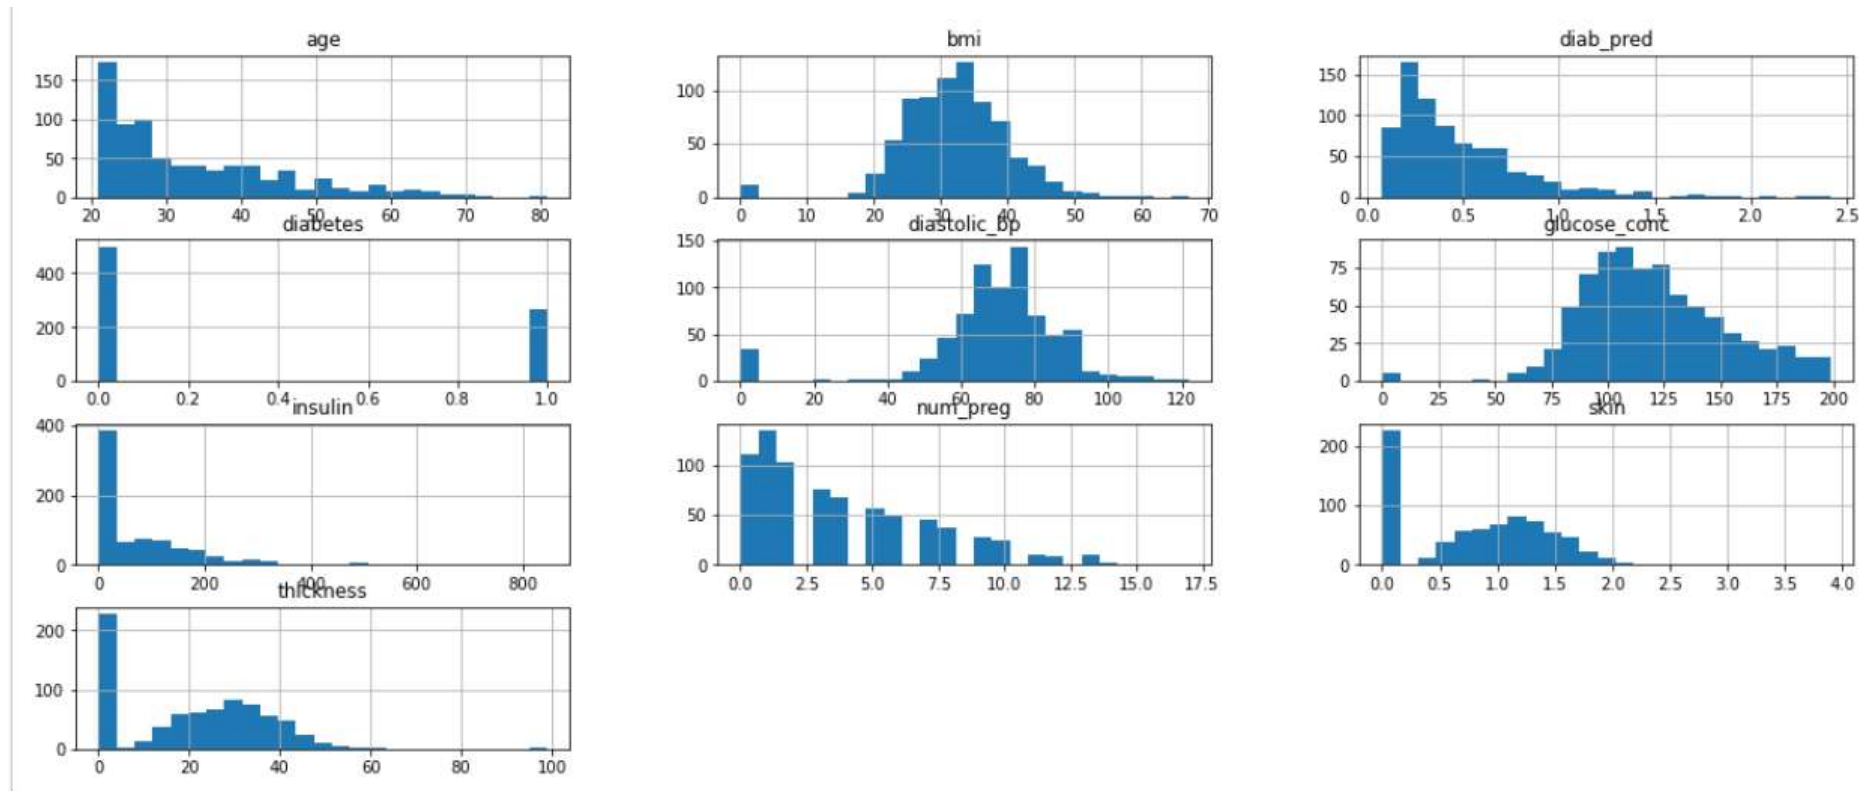 age bmi diab_pred
150 100 150
100 50 100
50 0 50
0 0
20 30 40 50 60 70 80 0 10 20 30 40 50 60 70 0.0 0.5 1.0 1.5 2.0 2.5
diabetes diastolic_bp glucose_conc
400 150 75
200 100 50
0 50 25
0 0
0.0 0.2 0.4 0.6 0.8 1.0 0 20 40 60 80 100 120 0 25 50 75 100 125 150 175 200
insulin num_preg skin
400 100 200
200 50 100
0 0 0
0 200 400 600 800 0.0 2.5 5.0 7.5 10.0 12.5 15.0 17.5 0.0 0.5 1.0 1.5 2.0 2.5 3.0 3.5 4.0
thickness
200
100
0
0 20 40 60 80 100